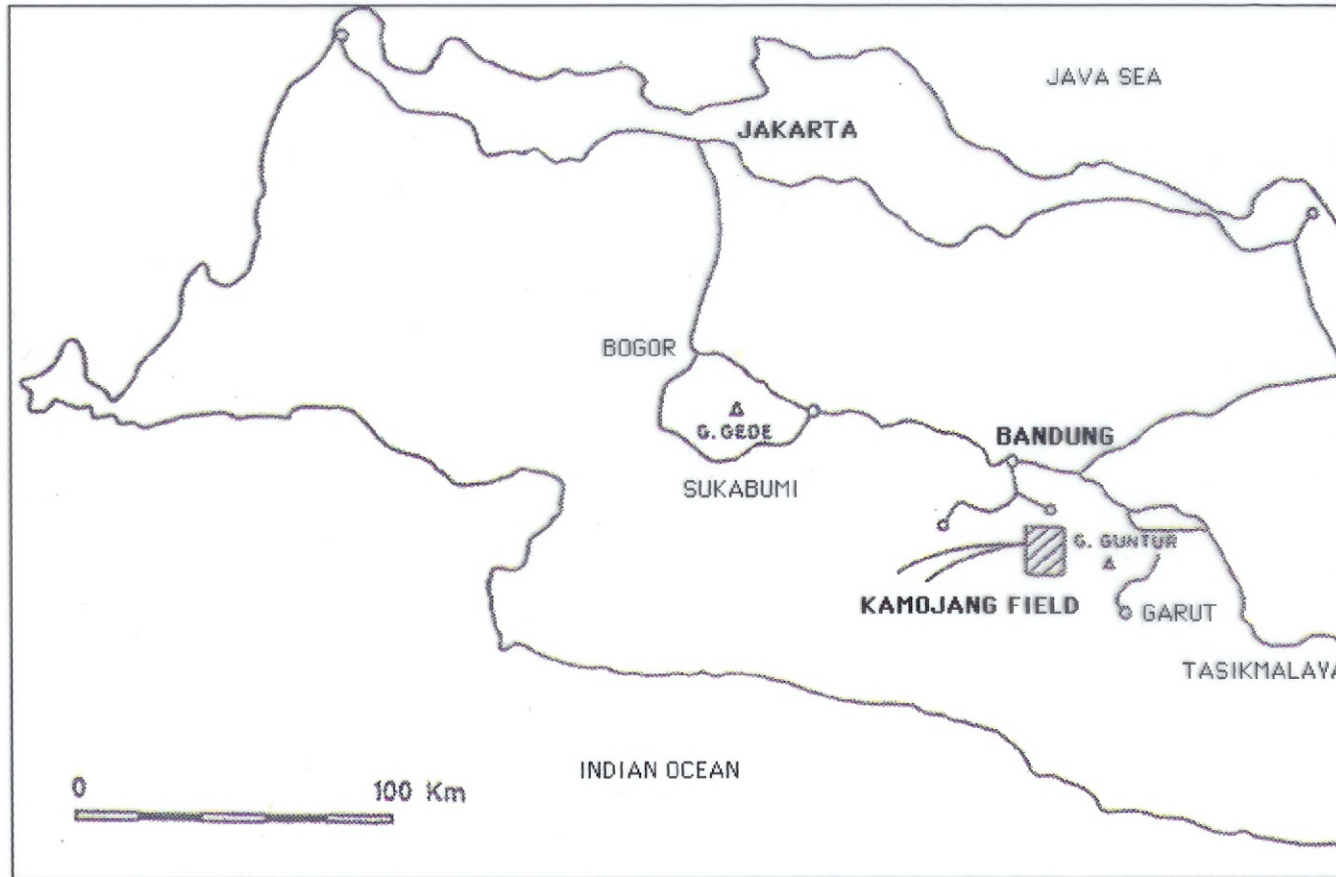 JAVA SEA
JAKARTA
BOGOR
G. GEDE
BANDUNG
SUKABUMI
G. GUNTUR
KAMOJANG FIELD
GARUT
TASIKMALAYA
INDIAN OCEAN
0 100 Km